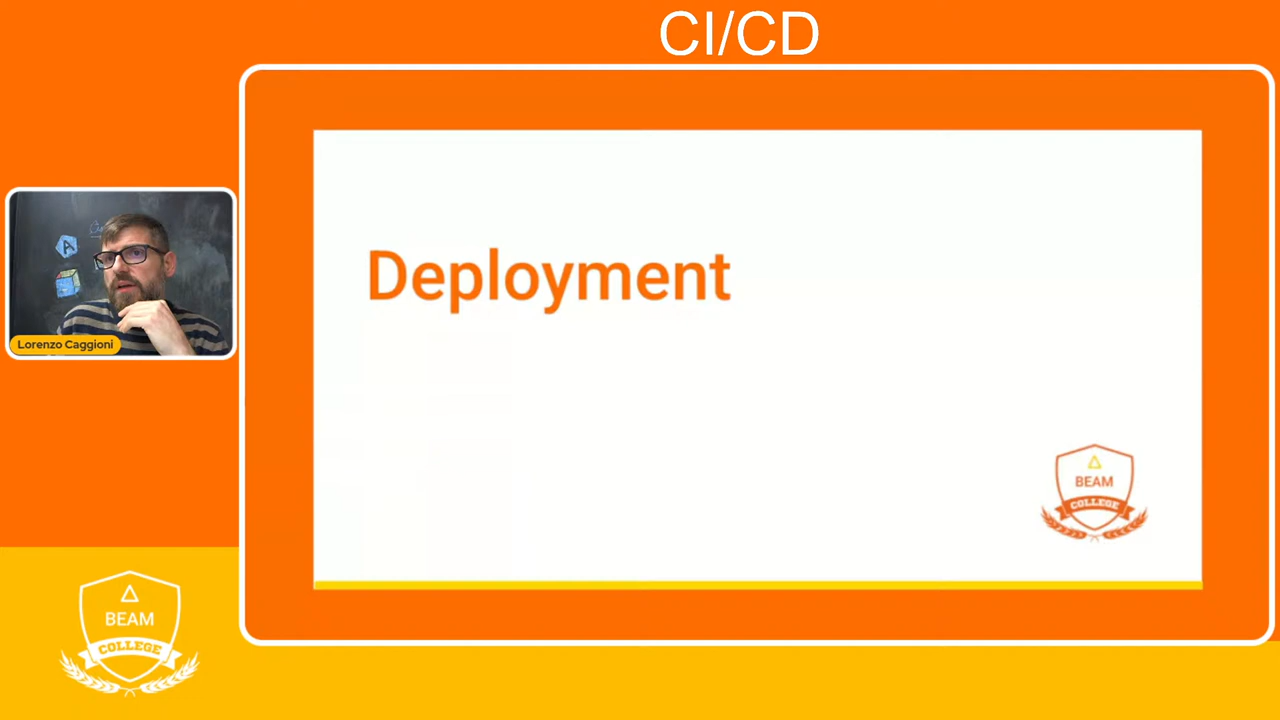 CI/CD
Deployment
Lorenzo Caggioni
BEAM
COLLEGE
BEAM
COLLEGE